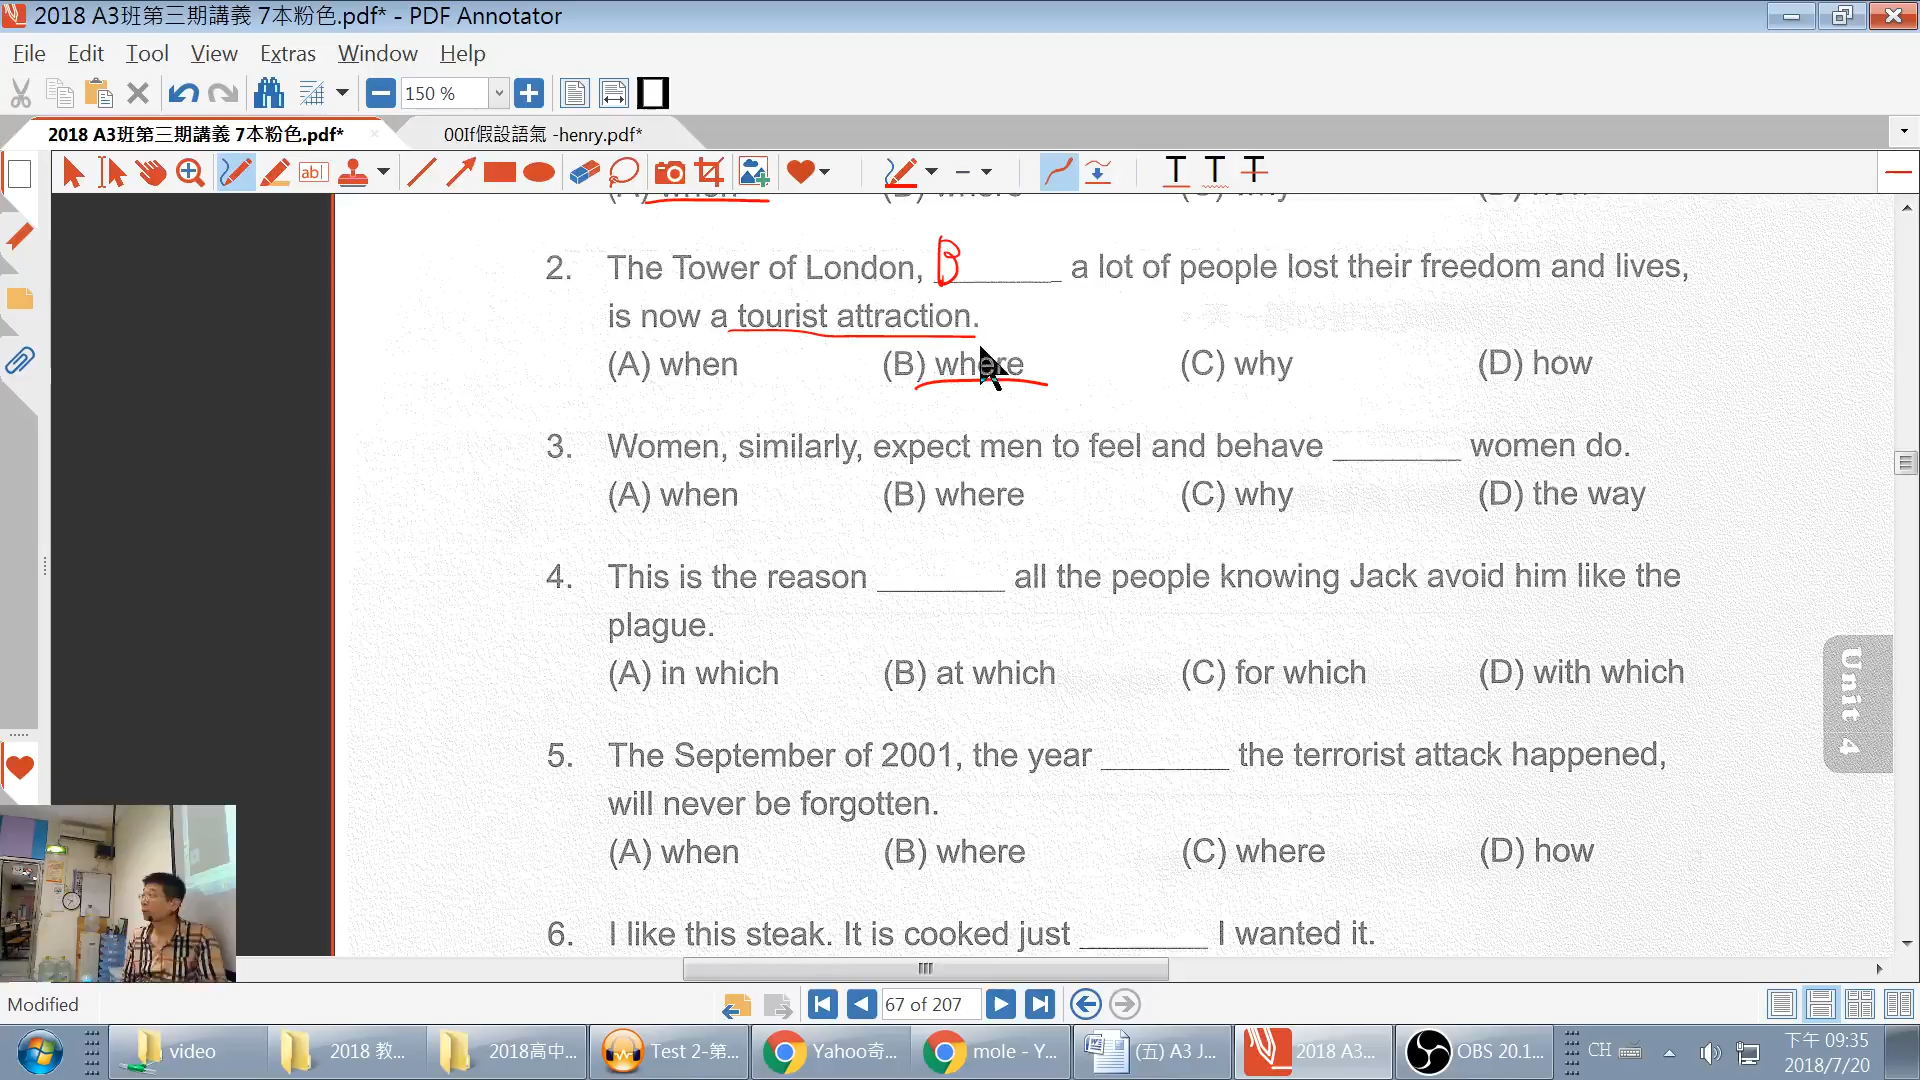 2018 A3班第三期講義 7本粉色.pdf* - PDF Annotator
File Edit Tool View Extras Window Help
150 %
2018 A3班第三期講義 7本粉色.pdf*
00If假設語氣 -henry.pdf*
(A) when (B) where (C) why (D) how
2. The Tower of London, B ______ a lot of people lost their freedom and lives,
is now a tourist attraction.
(A) when (B) where (C) why (D) how
3. Women, similarly, expect men to feel and behave ______ women do.
(A) when (B) where (C) why (D) the way
4. This is the reason ______ all the people knowing Jack avoid him like the
plague.
(A) in which (B) at which (C) for which (D) with which
Unit 4
5. The September of 2001, the year ______ the terrorist attack happened,
will never be forgotten.
(A) when (B) where (C) where (D) how
6. I like this steak. It is cooked just ______ I wanted it.
Modified
67 of 207
video
2018 教...
2018高中...
Test 2-第...
Yahoo奇...
mole - Y...
(五) A3 J...
2018 A3...
OBS 20.1...
CH
下午 09:35
2018/7/20